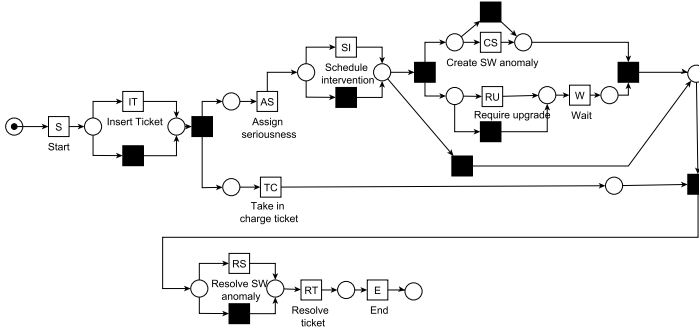 S
Start
IT
Insert Ticket
AS
Assign
seriousness
SI
Schedule
intervention
CS
Create SW anomaly
RU
Require upgrade
W
Wait
TC
Take in
charge ticket
RS
Resolve SW
anomaly
RT
Resolve
ticket
E
End